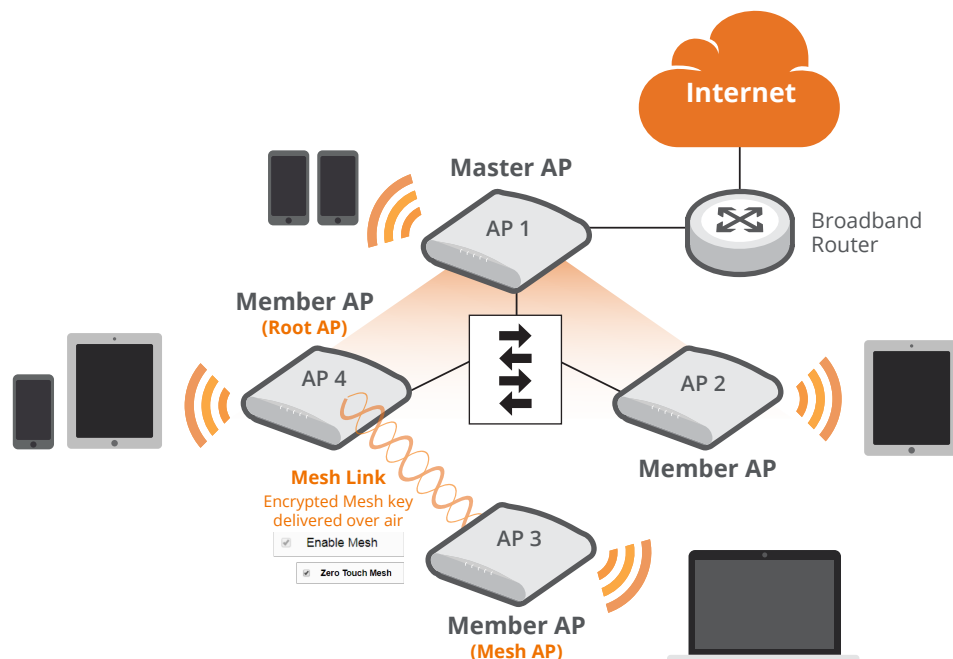 Internet
Master AP
AP 1
Broadband
Router
Member AP
(Root AP)
AP 4
AP 2
Member AP
Mesh Link
Encrypted Mesh key
delivered over air
Enable Mesh
Zero Touch Mesh
AP 3
Member AP
(Mesh AP)